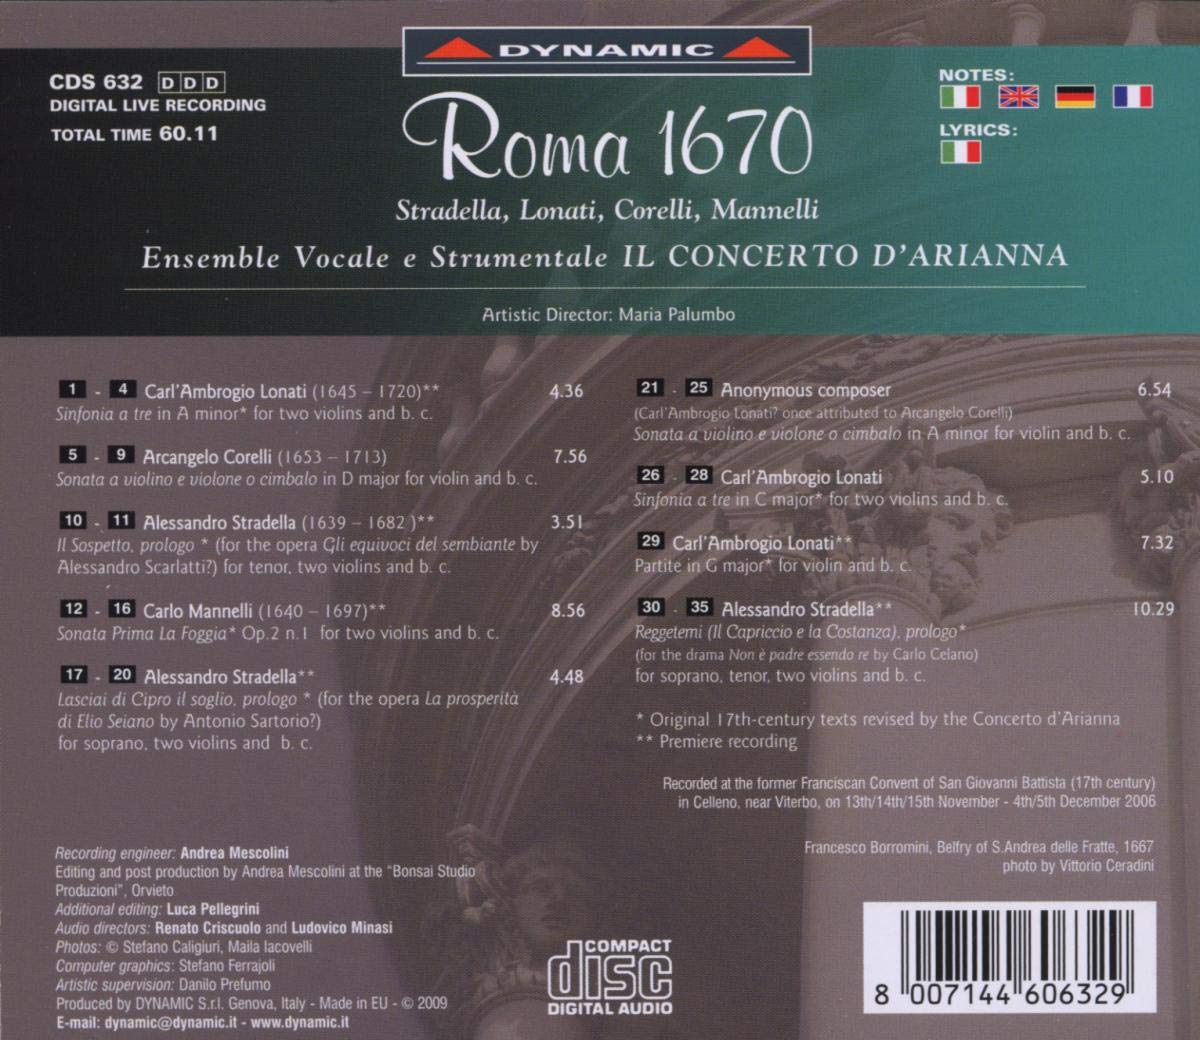 DYNAMIC
CDS 632 D D D
DIGITAL LIVE RECORDING
TOTAL TIME 60.11
NOTES:
LYRICS:
Roma 1670
Stradella, Lonati, Corelli, Mannelli
Ensemble Vocale e Strumentale IL CONCERTO D'ARIANNA
Artistic Director: Maria Palumbo
1 - 4 Carl'Ambrogio Lonati (1645 – 1720)** 4.36
Sinfonia a tre in A minor* for two violins and b. c.
5 - 9 Arcangelo Corelli (1653 – 1713) 7.56
Sonata a violino e violone o cimbalo in D major for violin and b. c.
10 - 11 Alessandro Stradella (1639 – 1682 )** 3.51
Il Sospetto, prologo * (for the opera Gli equivoci del sembiante by
Alessandro Scarlatti?) for tenor, two violins and b. c.
12 - 16 Carlo Mannelli (1640 – 1697)** 8.56
Sonata Prima La Foggia* Op.2 n.1 for two violins and b. c.
17 - 20 Alessandro Stradella** 4.48
Lasciai di Cipro il soglio, prologo * (for the opera La prosperità
di Elio Seiano by Antonio Sartorio?)
for soprano, two violins and b. c.
21 - 25 Anonymous composer 6.54
(Carl'Ambrogio Lonati? once attributed to Arcangelo Corelli)
Sonata a violino e violone o cimbalo in A minor for violin and b. c.
26 - 28 Carl'Ambrogio Lonati 5.10
Sinfonia a tre in C major* for two violins and b. c.
29 Carl'Ambrogio Lonati** 7.32
Partite in G major* for violin and b. c.
30 - 35 Alessandro Stradella** 10.29
Reggetemi (Il Capriccio e la Costanza), prologo*
(for the drama Non è padre essendo re by Carlo Celano)
for soprano, tenor, two violins and b. c.
* Original 17th-century texts revised by the Concerto d'Arianna
** Premiere recording
Recorded at the former Franciscan Convent of San Giovanni Battista (17th century)
in Celleno, near Viterbo, on 13th/14th/15th November - 4th/5th December 2006
Francesco Borromini, Belfry of S.Andrea delle Fratte, 1667
photo by Vittorio Ceradini
Recording engineer: Andrea Mescolini
Editing and post production by Andrea Mescolini at the "Bonsai Studio
Produzioni", Orvieto
Additional editing: Luca Pellegrini
Audio directors: Renato Criscuolo and Ludovico Minasi
Photos: © Stefano Caligiuri, Maila Iacovelli
Computer graphics: Stefano Ferrajoli
Artistic supervision: Danilo Prefumo
Produced by DYNAMIC S.r.l. Genova, Italy - Made in EU - © 2009
E-mail: dynamic@dynamic.it - www.dynamic.it
COMPACT
disc
DIGITAL AUDIO
8 007144 606329